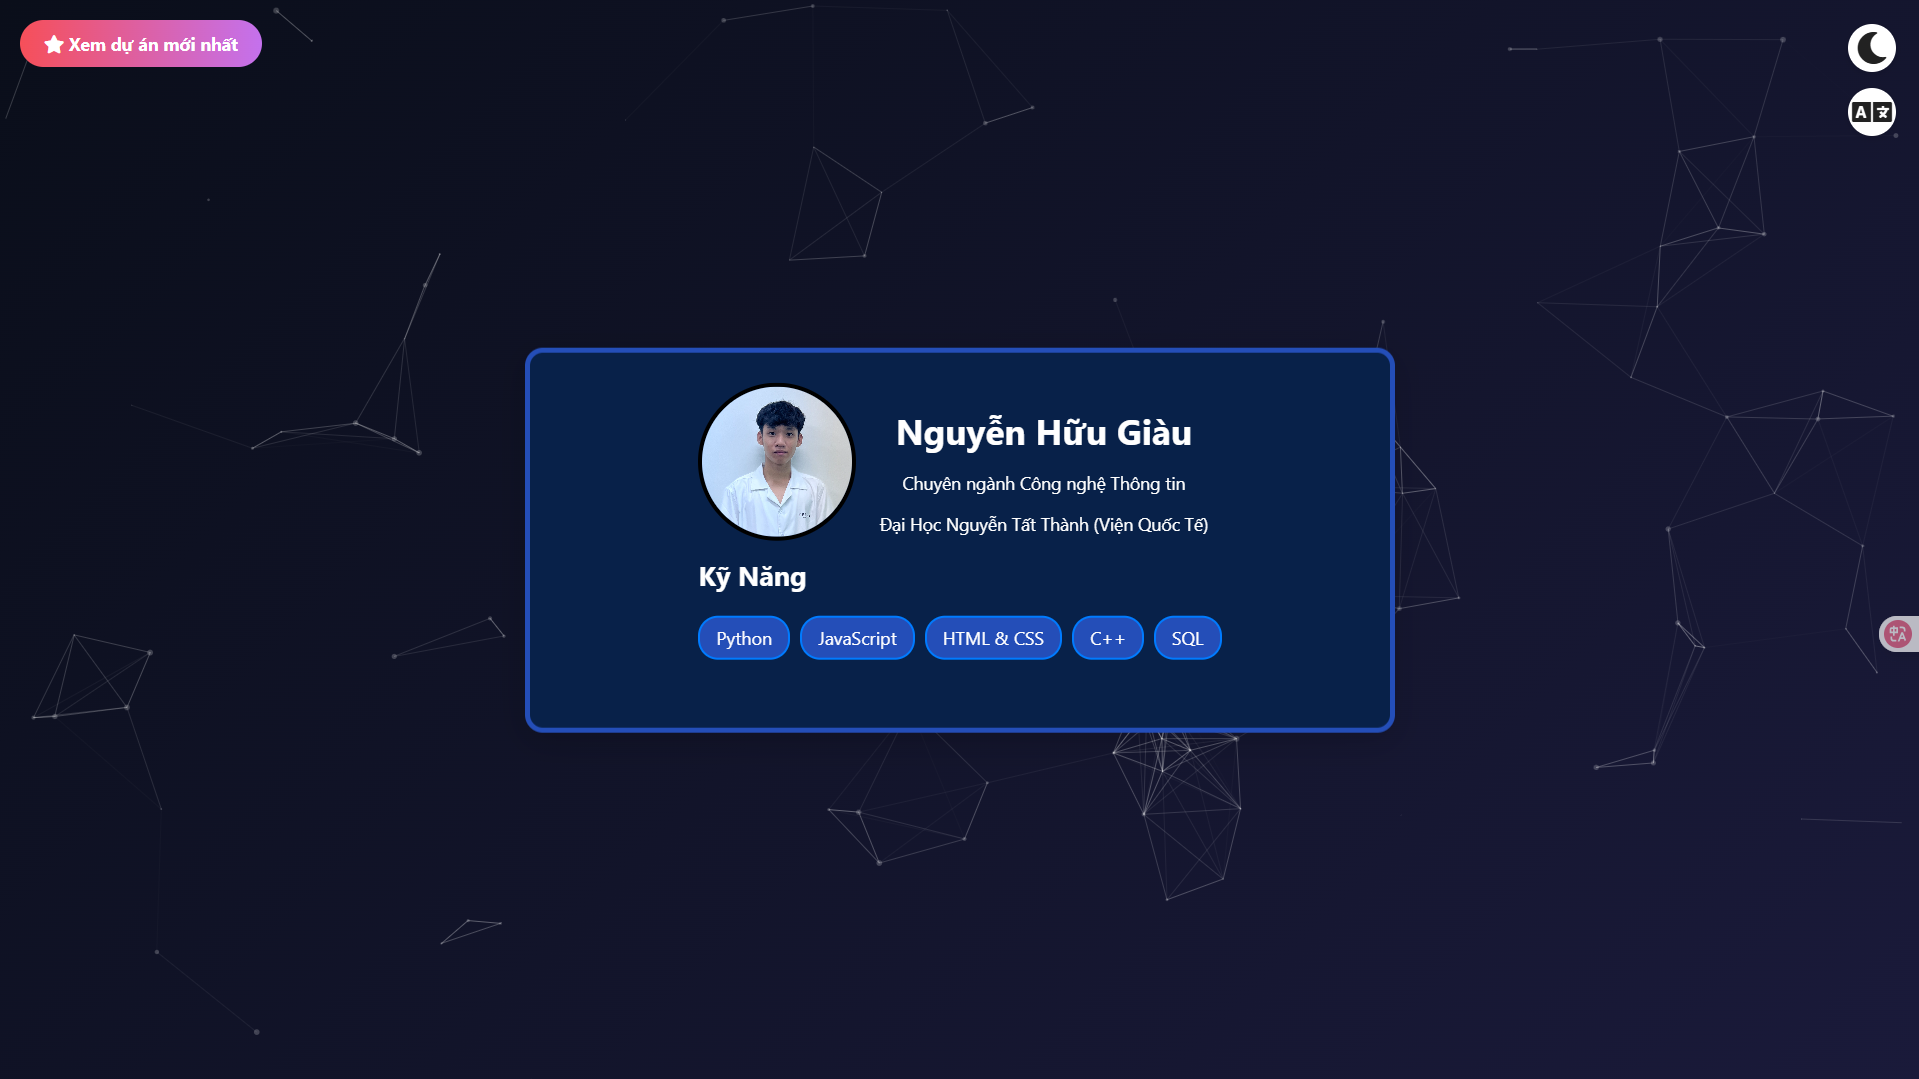 Xem dự án mới nhất
Nguyễn Hữu Giàu
Chuyên ngành Công nghệ Thông tin
Đại Học Nguyễn Tất Thành (Viện Quốc Tế)
Kỹ Năng
Python JavaScript HTML & CSS C++ SQL